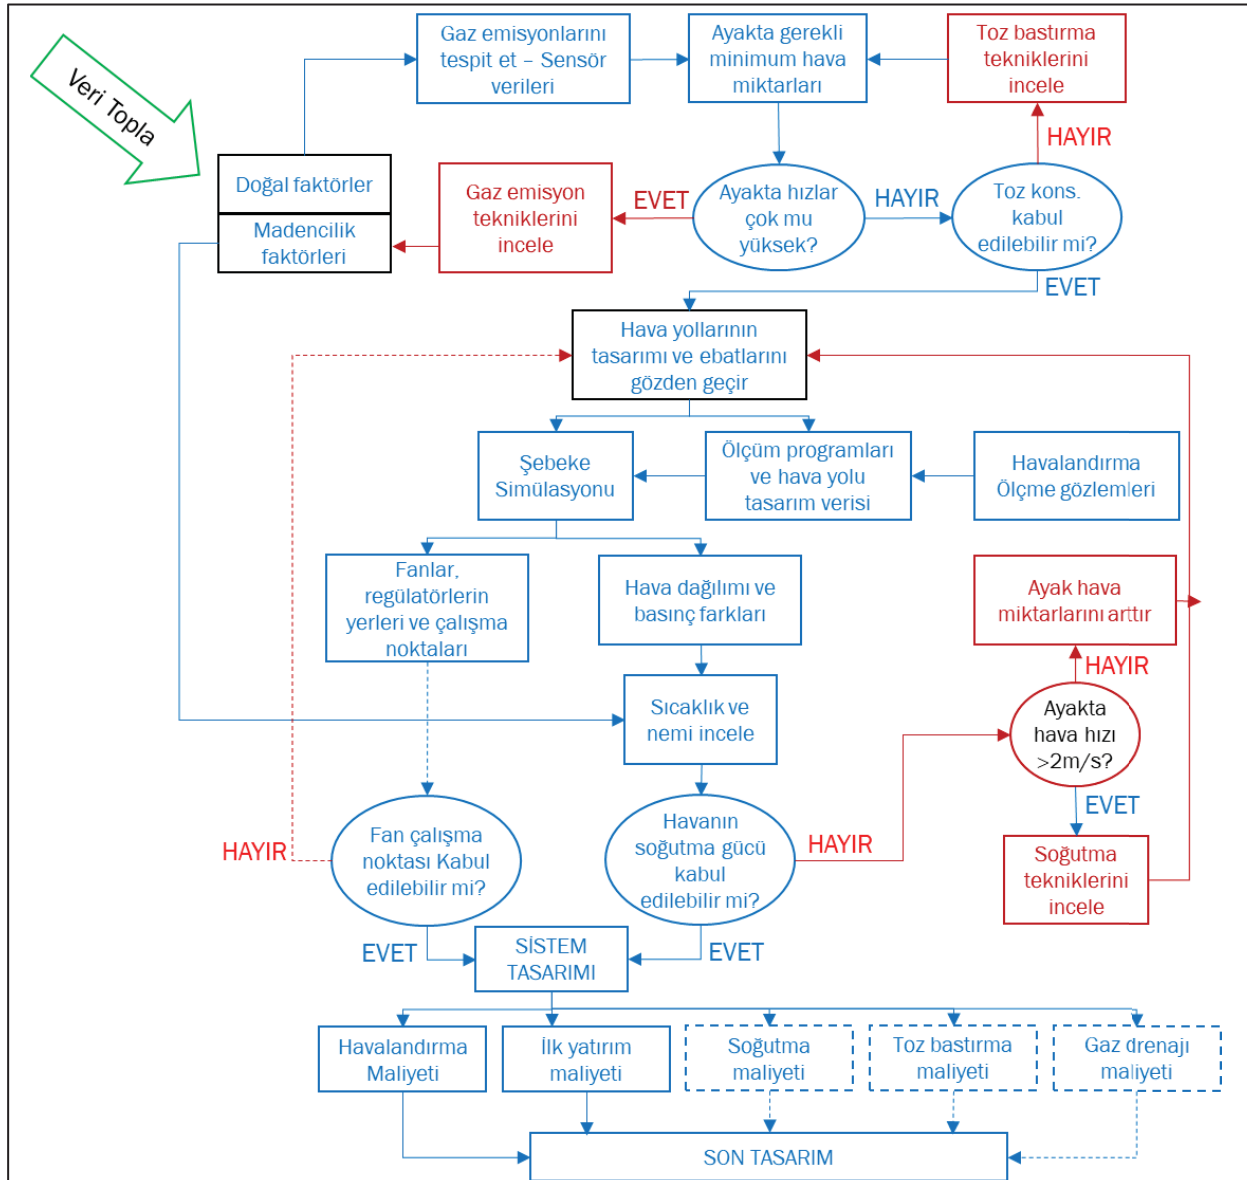 Veri Topla
Gaz emisyonlarını
tespit et – Sensör
verileri
Ayakta gerekli
minimum hava
miktarları
Toz bastırma
tekniklerini
incele
HAYIR
Doğal faktörler
Madencilik
faktörleri
Gaz emisyon
tekniklerini
incele
EVET
Ayakta hızlar
çok mu
yüksek?
HAYIR
Toz kons.
kabul
edilebilir mi?
EVET
Hava yollarının
tasarımı ve ebatlarını
gözden geçir
Şebeke
Simülasyonu
Ölçüm programları
ve hava yolu
tasarım verisi
Havalandırma
Ölçme gözlemleri
Fanlar,
regülatörlerin
yerleri ve çalışma
noktaları
Hava dağılımı ve
basınç farkları
Ayak hava
miktarlarını arttır
HAYIR
Sıcaklık ve
nemi incele
Ayakta
hava hızı
>2m/s?
EVET
HAYIR
Fan çalışma
noktası Kabul
edilebilir mi?
Havanın
soğutma gücü
kabul
edilebilir mi?
HAYIR
Soğutma
tekniklerini
incele
EVET
SİSTEM
TASARIMI
EVET
Havalandırma
Maliyeti
İlk yatırım
maliyeti
Soğutma
maliyeti
Toz bastırma
maliyeti
Gaz drenajı
maliyeti
SON TASARIM